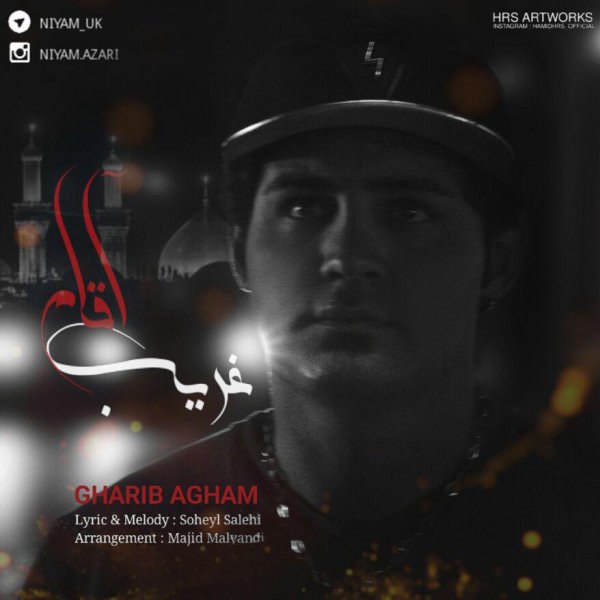 NIYAM_UK
NIYAM.AZARI
HRS ARTWORKS
INSTAGRAM : HAMIDHRS_OFFICIAL
غریب آقام
GHARIB AGHAM
Lyric & Melody : Soheyl Salehi
Arrangement : Majid Malvandi